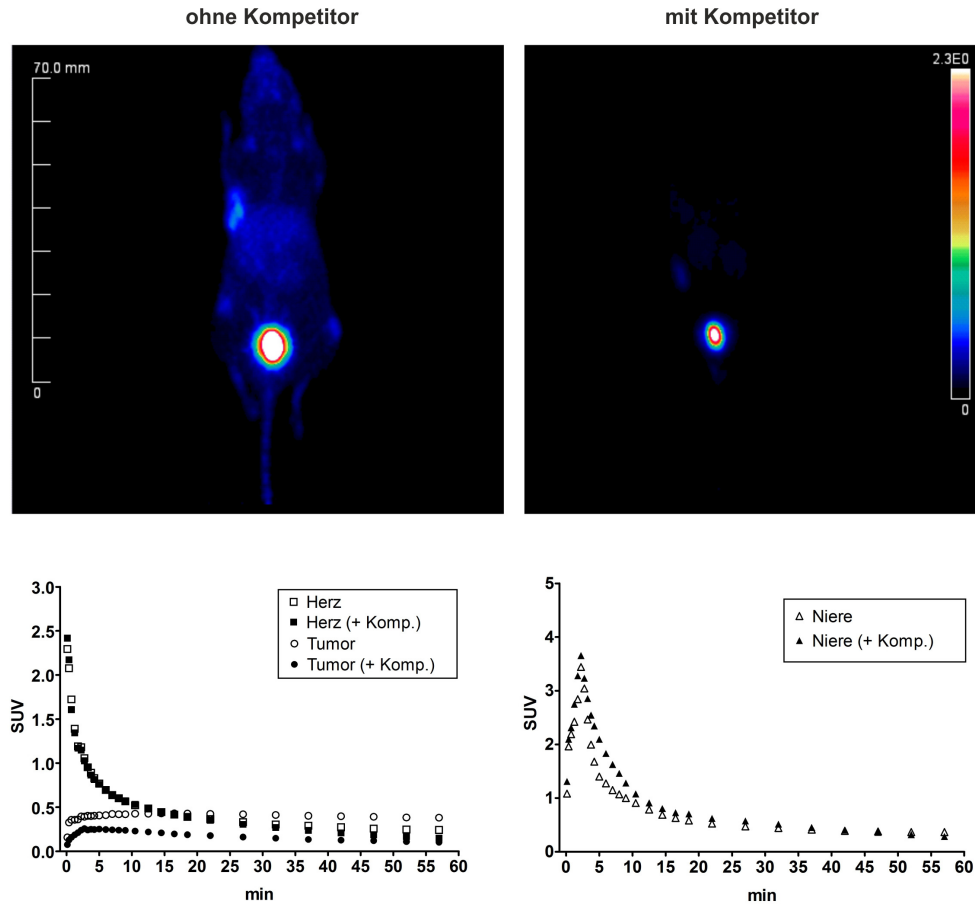 ohne Kompetitor
mit Kompetitor
70.0 mm
0
2.3E0
0
3.0
2.5
2.0
1.5
1.0
0.5
0.0
SUV
0 5 10 15 20 25 30 35 40 45 50 55 60
min
Herz
Herz (+ Komp.)
Tumor
Tumor (+ Komp.)
5
4
3
2
1
0
SUV
0 5 10 15 20 25 30 35 40 45 50 55 60
min
Niere
Niere (+ Komp.)